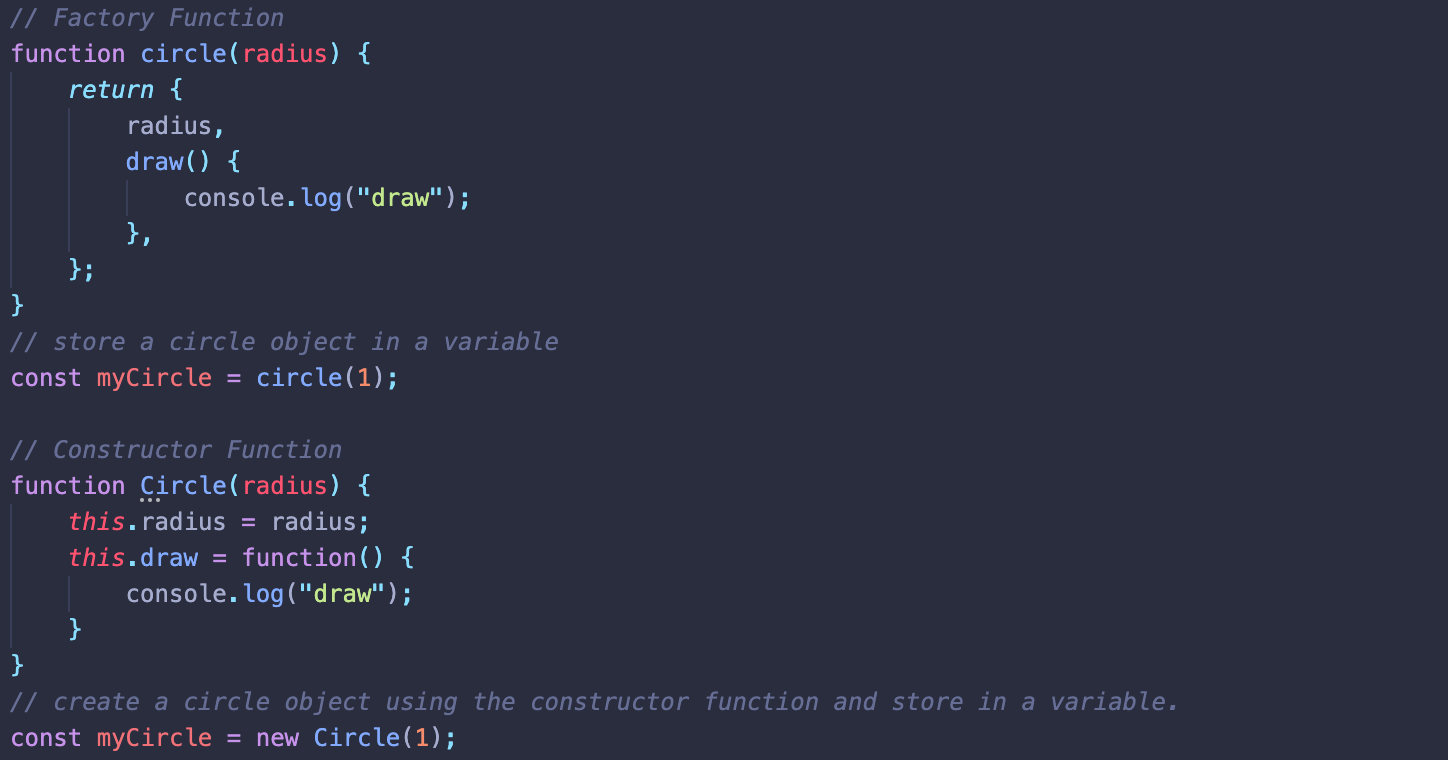 // Factory Function
function circle(radius) {
    return {
        radius,
        draw() {
            console.log("draw");
        },
    };
}
// store a circle object in a variable
const myCircle = circle(1);

// Constructor Function
function Circle(radius) {
    this.radius = radius;
    this.draw = function() {
        console.log("draw");
    }
}
// create a circle object using the constructor function and store in a variable.
const myCircle = new Circle(1);